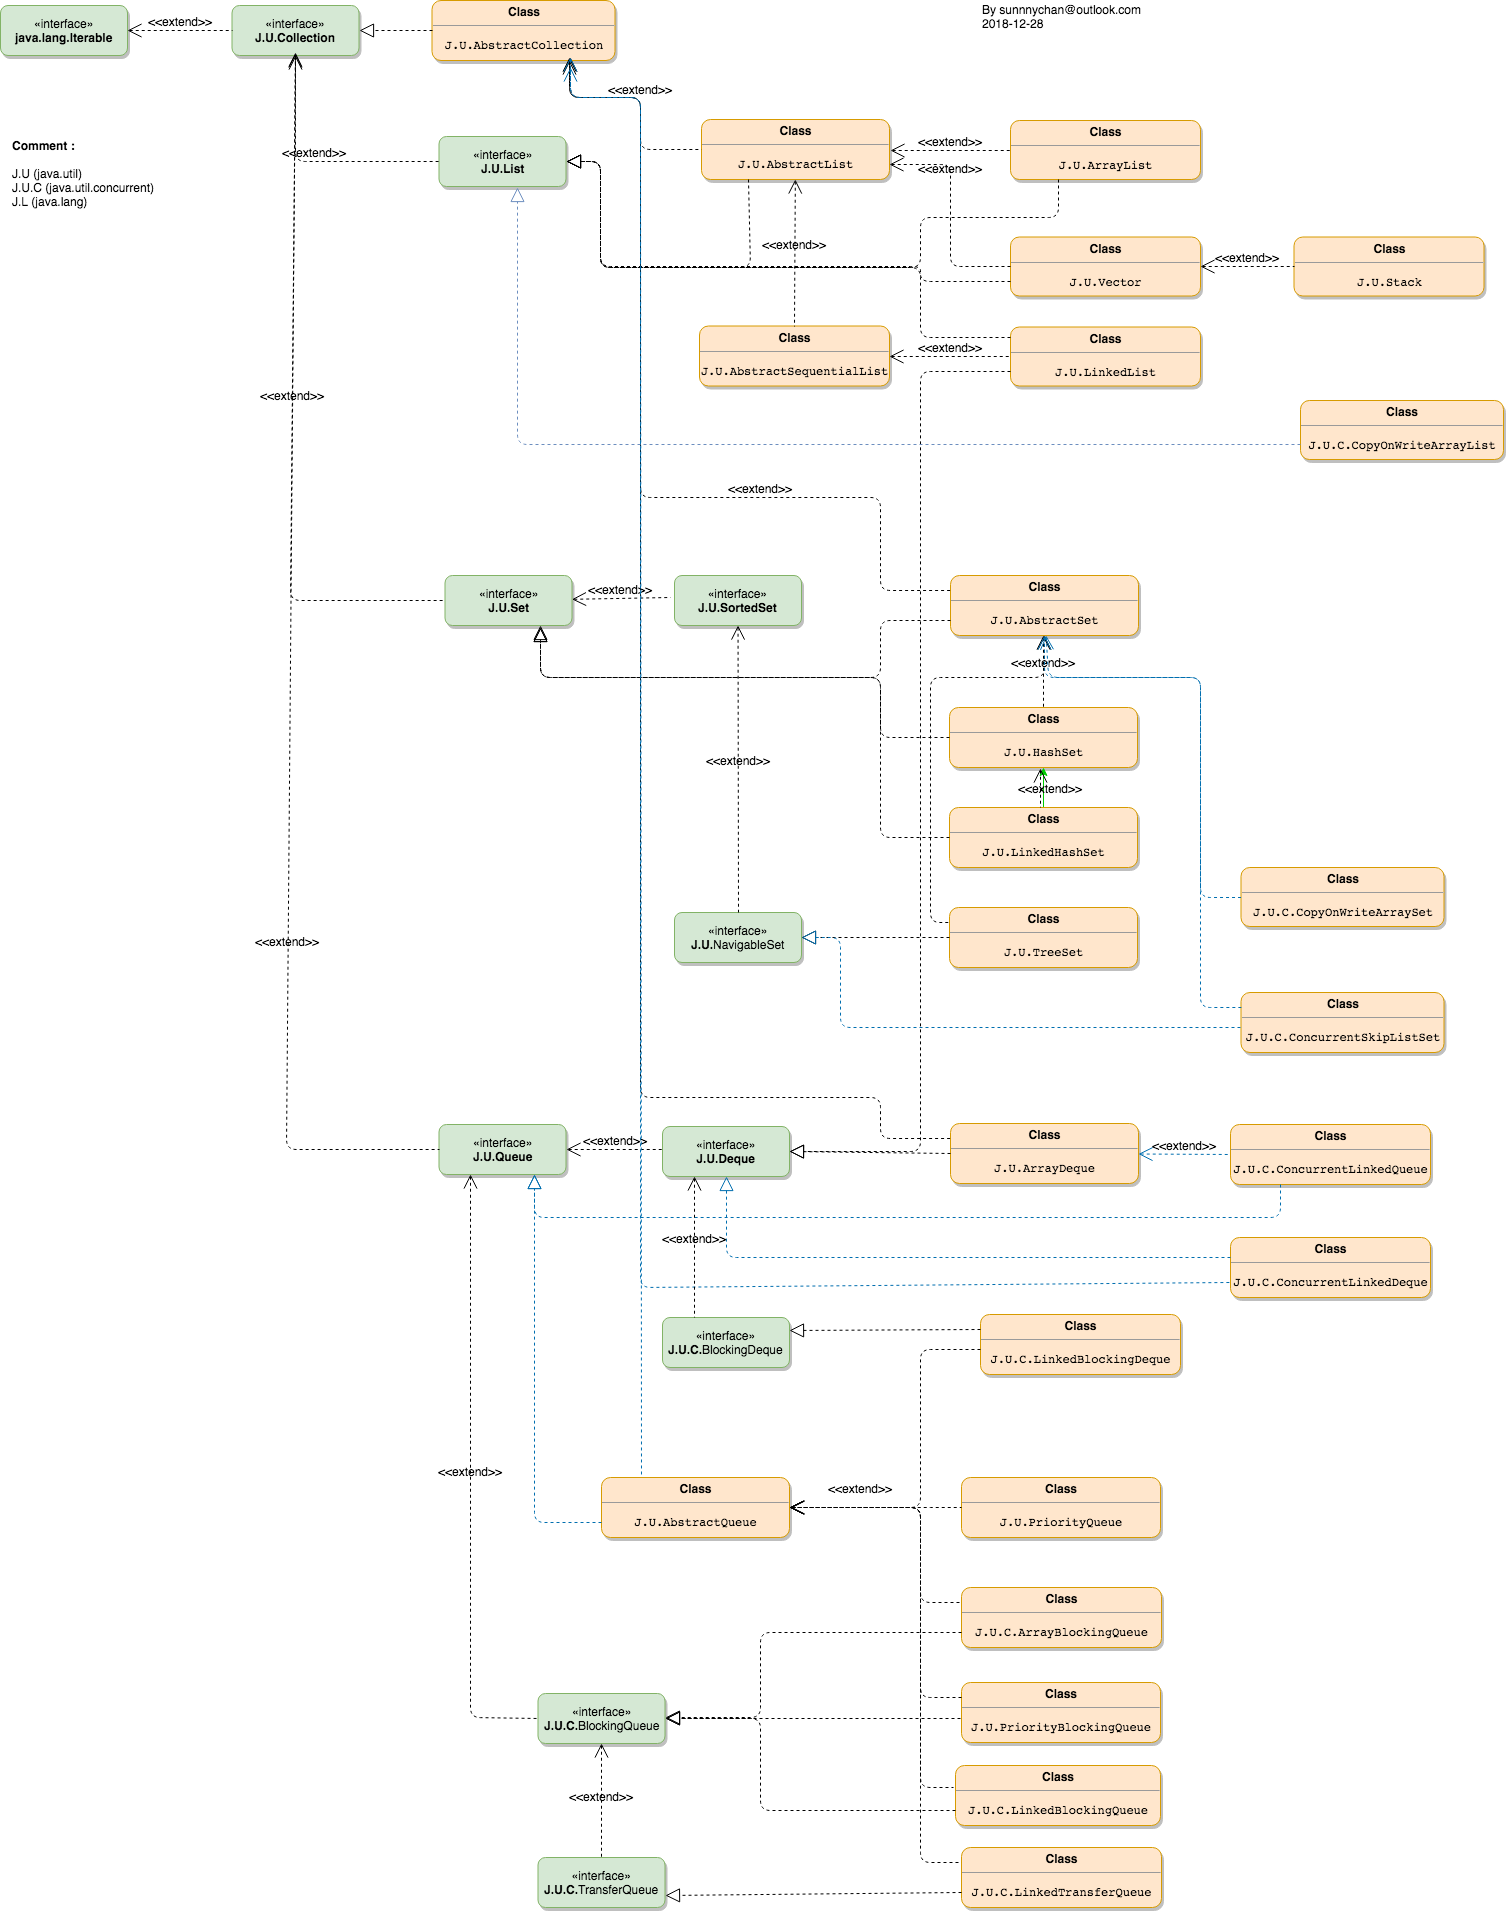 «interface»
java.lang.Iterable
<<extend>>
«interface»
J.U.Collection
Class
J.U.AbstractCollection
By sunnnychan@outlook.com
2018-12-28
<<extend>>
Comment :
J.U (java.util)
J.U.C (java.util.concurrent)
J.L (java.lang)
<<extend>>
«interface»
J.U.List
Class
J.U.AbstractList
<<extend>>
<<extend>>
Class
J.U.ArrayList
<<extend>>
Class
J.U.Vector
<<extend>>
Class
J.U.Stack
Class
J.U.AbstractSequentialList
<<extend>>
Class
J.U.LinkedList
<<extend>>
Class
J.U.C.CopyOnWriteArrayList
<<extend>>
«interface»
J.U.Set
<<extend>>
«interface»
J.U.SortedSet
Class
J.U.AbstractSet
<<extend>>
Class
J.U.HashSet
<<extend>>
<<extend>>
Class
J.U.LinkedHashSet
Class
J.U.C.CopyOnWriteArraySet
<<extend>>
«interface»
J.U.NavigableSet
Class
J.U.TreeSet
Class
J.U.C.ConcurrentSkipListSet
«interface»
J.U.Queue
<<extend>>
«interface»
J.U.Deque
Class
J.U.ArrayDeque
<<extend>>
Class
J.U.C.ConcurrentLinkedQueue
<<extend>>
Class
J.U.C.ConcurrentLinkedDeque
«interface»
J.U.C.BlockingDeque
Class
J.U.C.LinkedBlockingDeque
<<extend>>
Class
J.U.AbstractQueue
<<extend>>
Class
J.U.PriorityQueue
Class
J.U.C.ArrayBlockingQueue
«interface»
J.U.C.BlockingQueue
Class
J.U.PriorityBlockingQueue
<<extend>>
Class
J.U.C.LinkedBlockingQueue
«interface»
J.U.C.TransferQueue
Class
J.U.C.LinkedTransferQueue